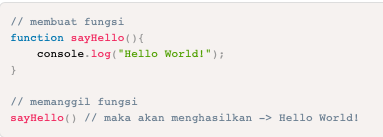 // membuat fungsi
function sayHello(){
    console.log("Hello World!");
}

// memanggil fungsi
sayHello() // maka akan menghasilkan -> Hello World!